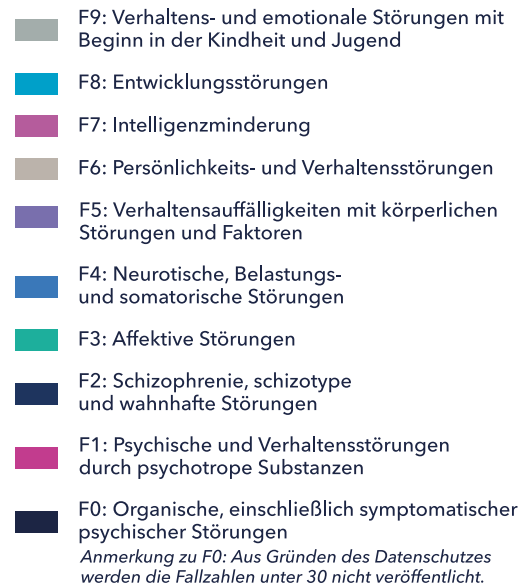 F9: Verhaltens- und emotionale Störungen mit
Beginn in der Kindheit und Jugend
F8: Entwicklungsstörungen
F7: Intelligenzminderung
F6: Persönlichkeits- und Verhaltensstörungen
F5: Verhaltensauffälligkeiten mit körperlichen
Störungen und Faktoren
F4: Neurotische, Belastungs-
und somatorische Störungen
F3: Affektive Störungen
F2: Schizophrenie, schizotype
und wahnhafte Störungen
F1: Psychische und Verhaltensstörungen
durch psychotrope Substanzen
F0: Organische, einschließlich symptomatischer
psychischer Störungen
Anmerkung zu F0: Aus Gründen des Datenschutzes
werden die Fallzahlen unter 30 nicht veröffentlicht.